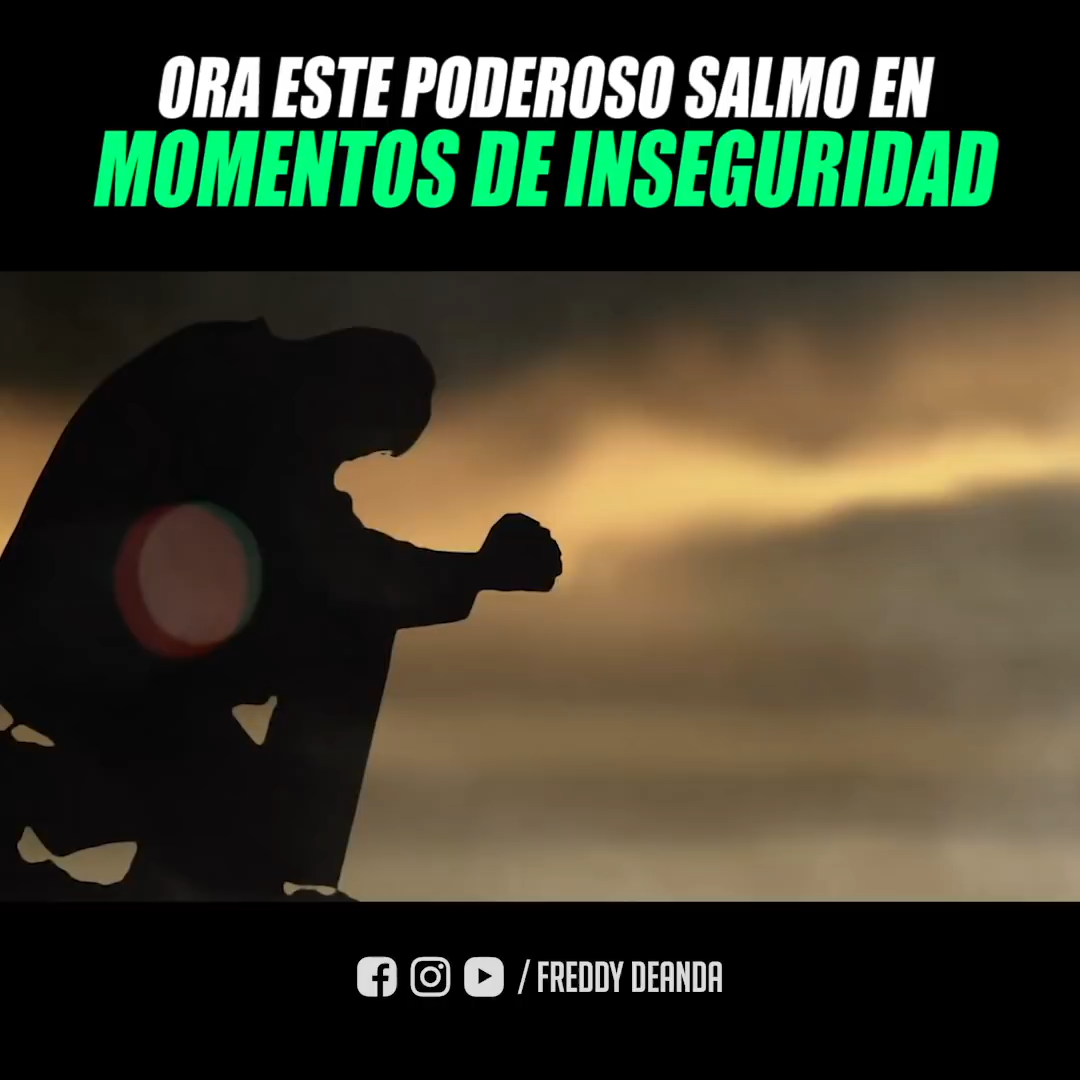 ORA ESTE PODEROSO SALMO EN
MOMENTOS DE INSEGURIDAD
/ FREDDY DEANDA